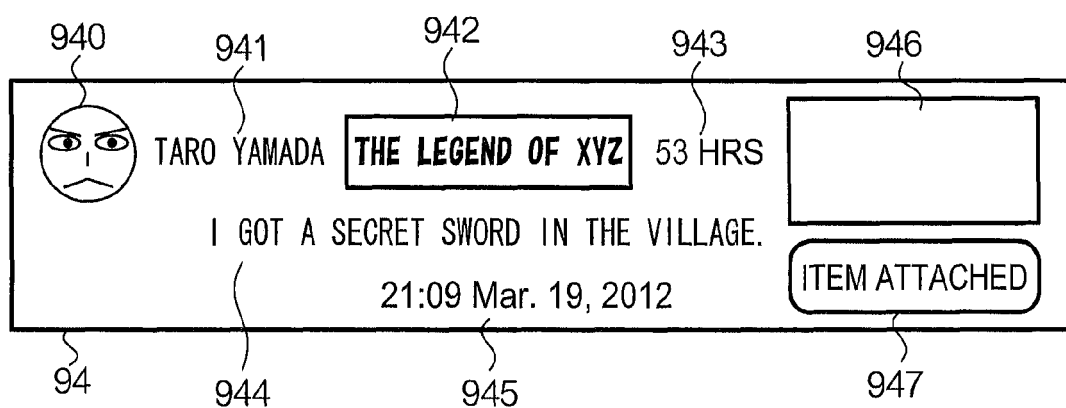 940
941
942
943
946
TARO YAMADA
THE LEGEND OF XYZ
53 HRS
I GOT A SECRET SWORD IN THE VILLAGE.
ITEM ATTACHED
21:09 Mar. 19, 2012
94
944
945
947